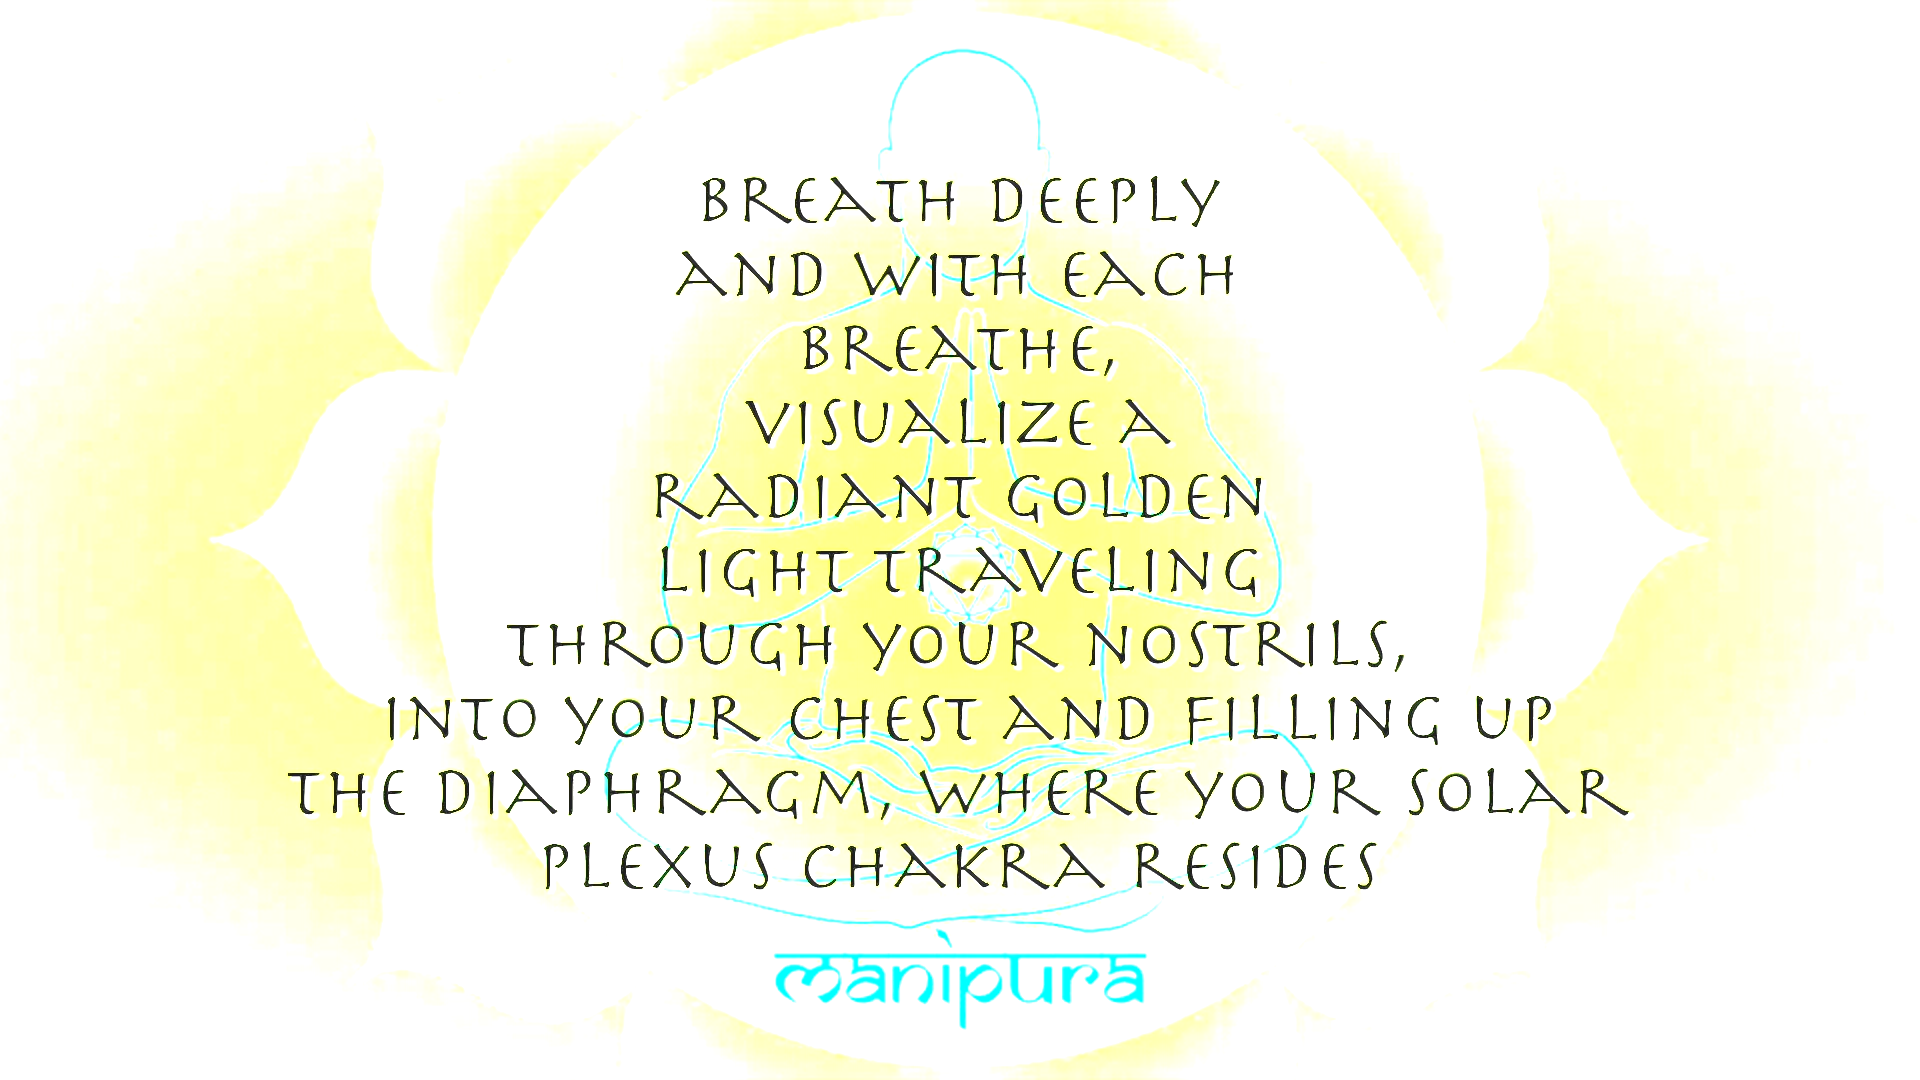 BREATH DEEPLY
AND WITH EACH
BREATHE,
VISUALIZE A
RADIANT GOLDEN
LIGHT TRAVELING
THROUGH YOUR NOSTRILS,
INTO YOUR CHEST AND FILLING UP
THE DIAPHRAGM, WHERE YOUR SOLAR
PLEXUS CHAKRA RESIDES
manipura